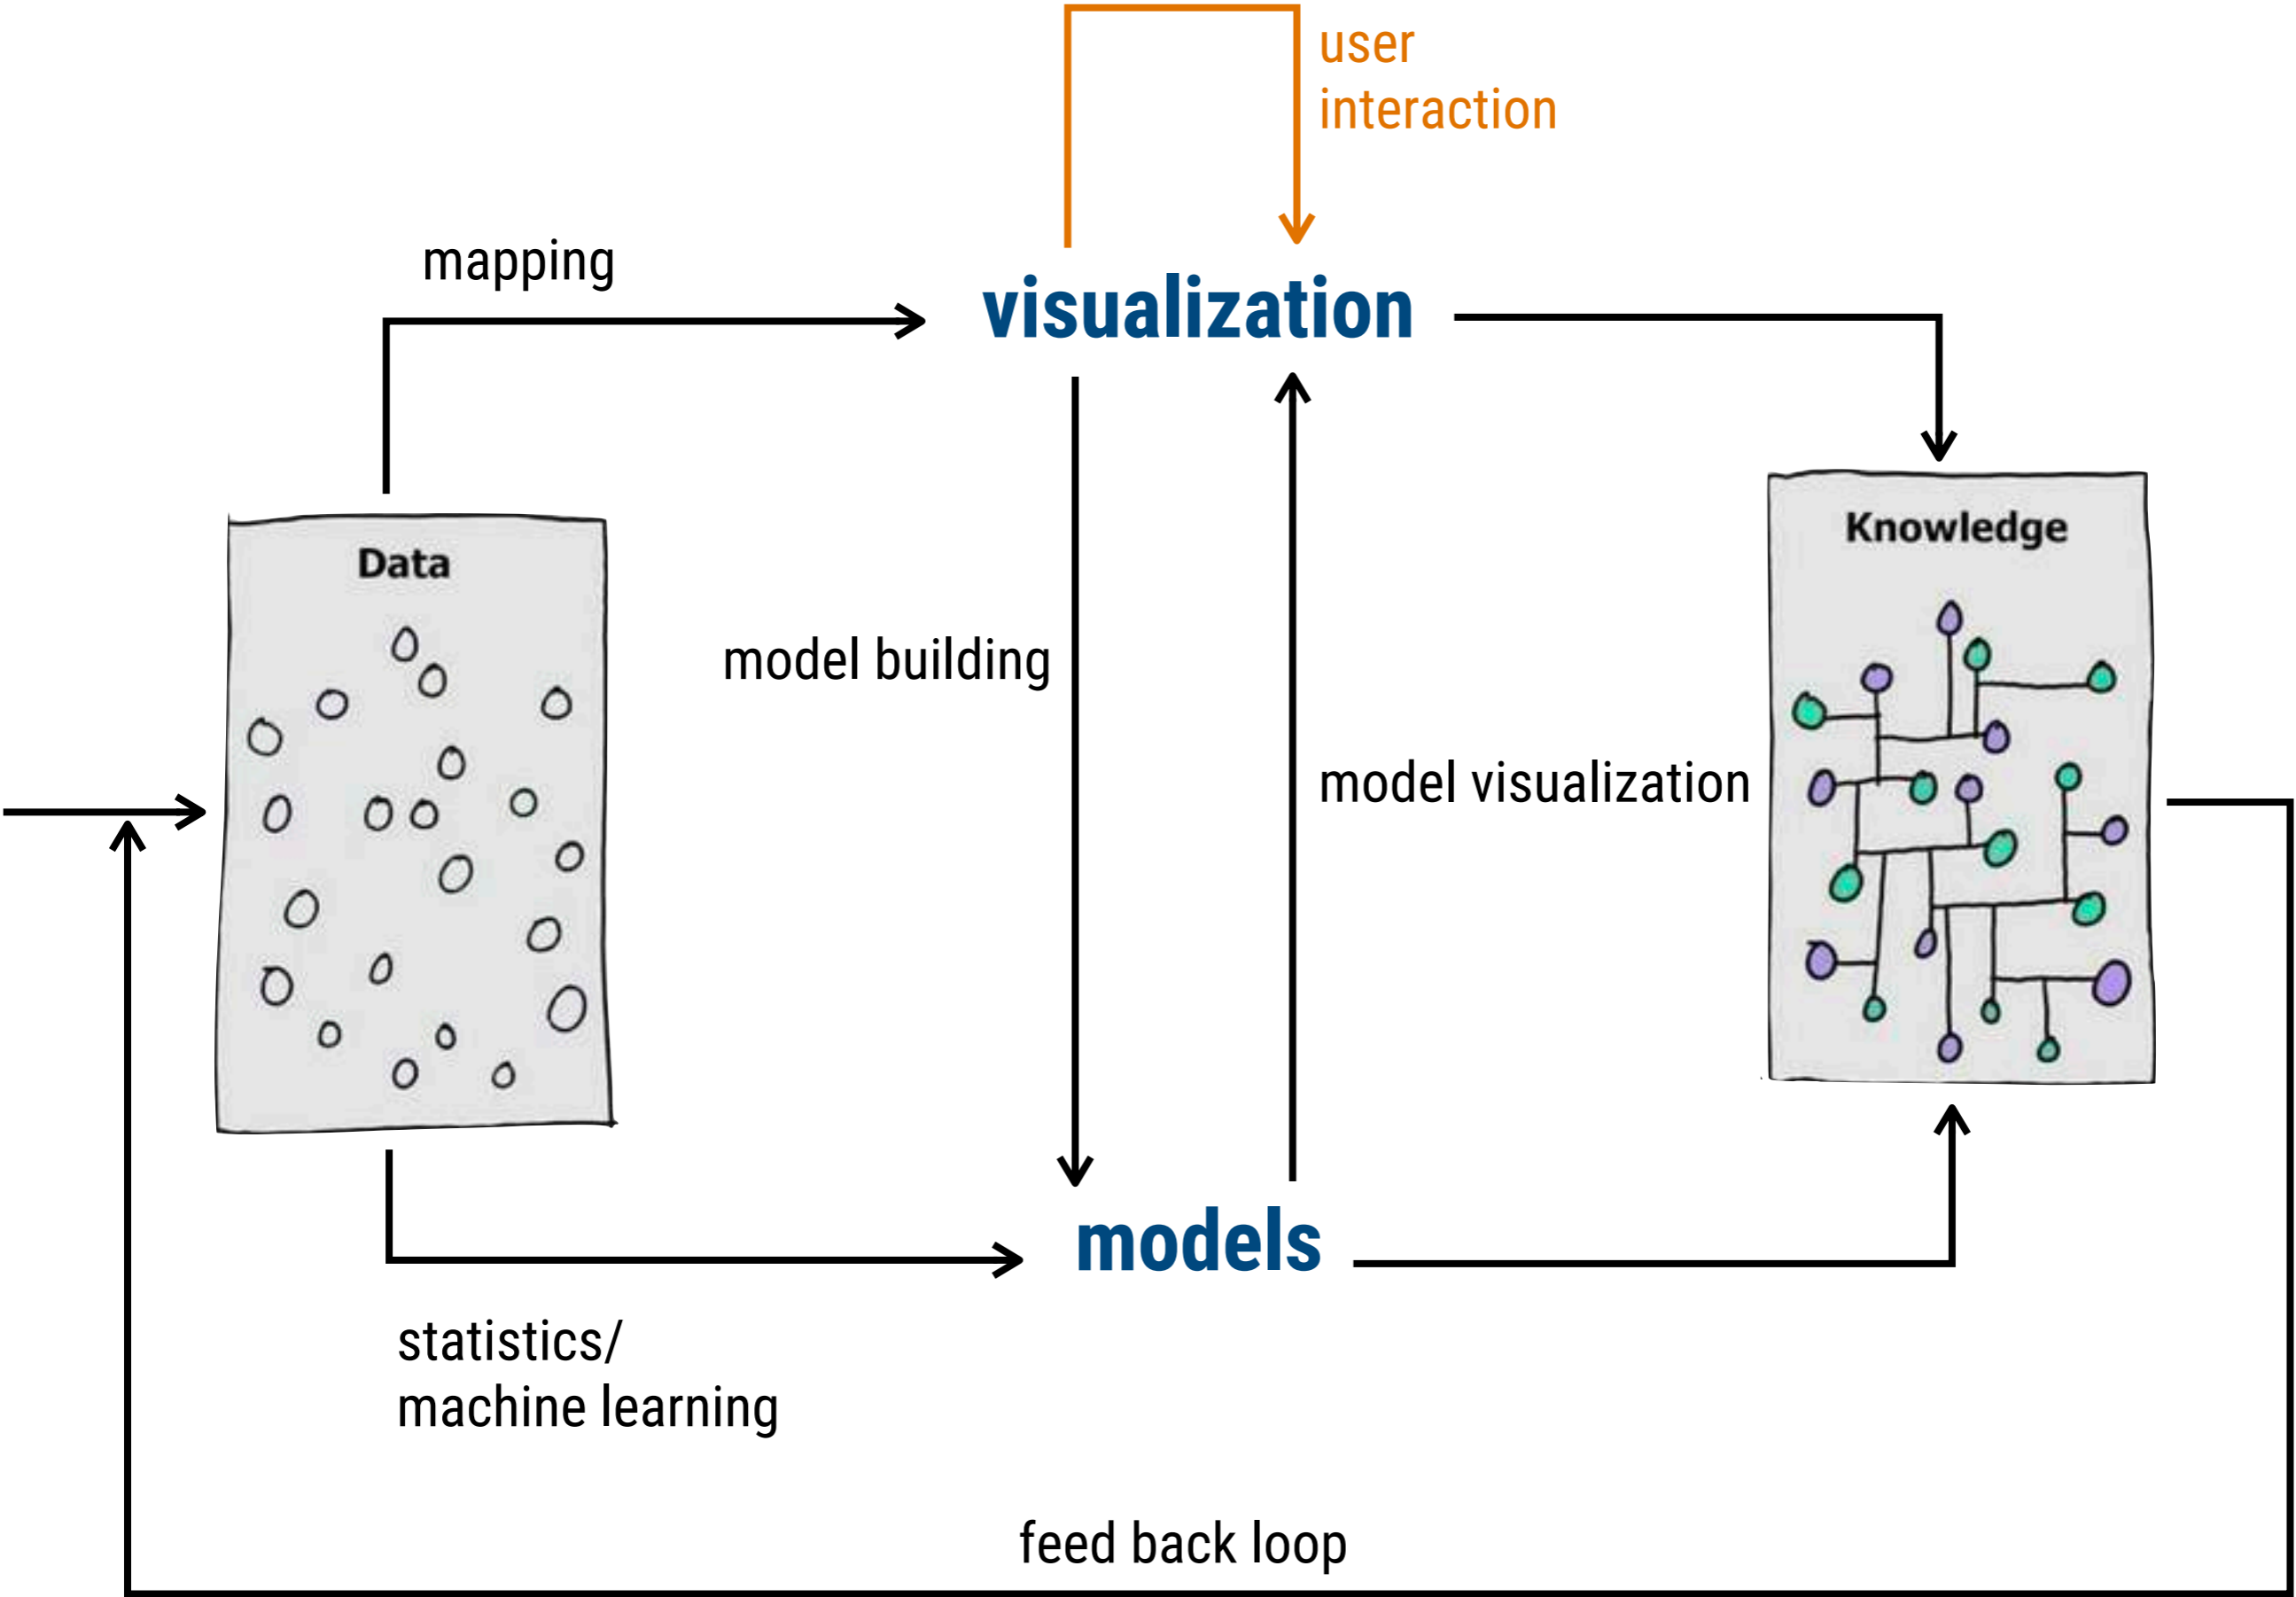 user
interaction
mapping
visualization
Knowledge
Data
model building
model visualization
models
statistics/
machine learning
feed back loop